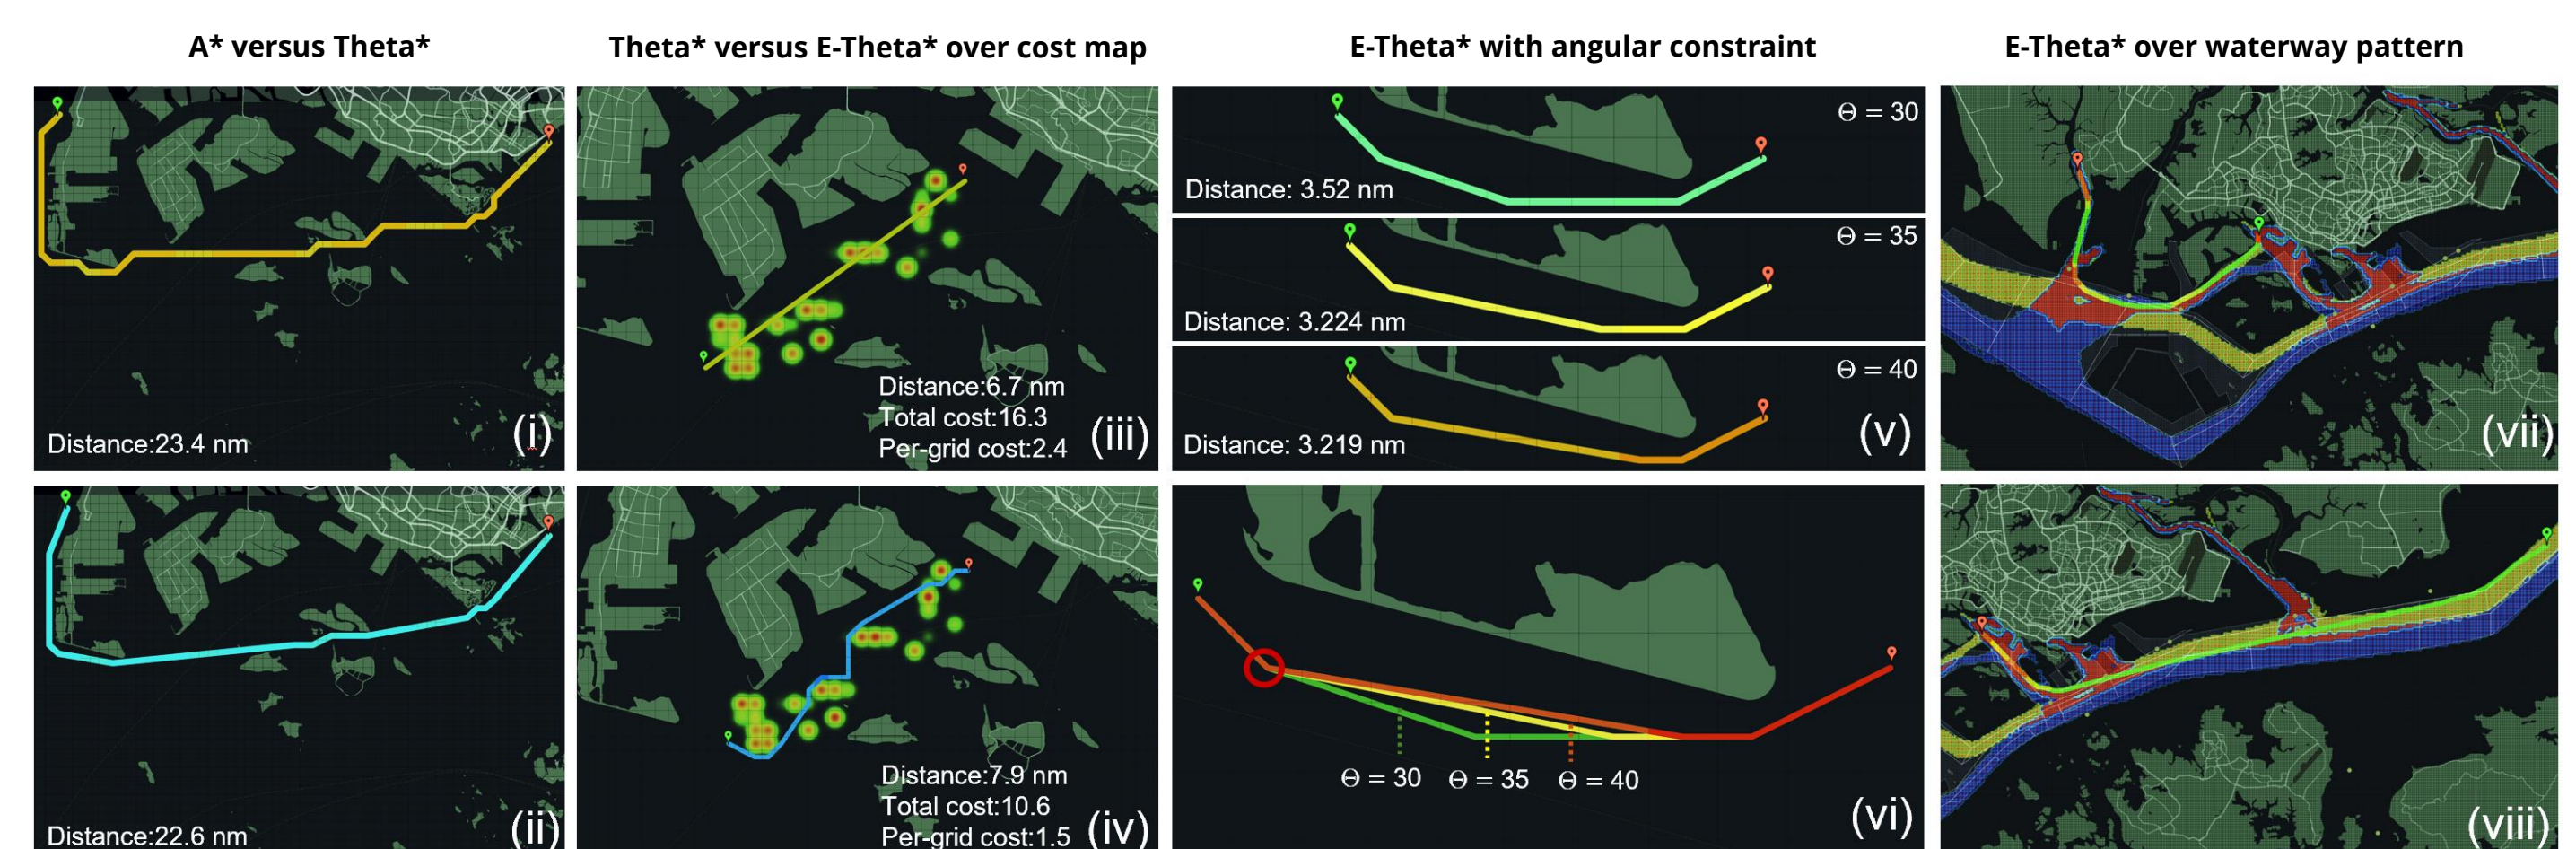 A* versus Theta*
Theta* versus E-Theta* over cost map
E-Theta* with angular constraint
E-Theta* over waterway pattern
Distance:23.4 nm
(i)
Distance:6.7 nm
Total cost:16.3
Per-grid cost:2.4
(iii)
Θ = 30
Distance: 3.52 nm
Θ = 35
Distance: 3.224 nm
Θ = 40
Distance: 3.219 nm
(v)
(vii)
Distance:22.6 nm
(ii)
Distance:7.9 nm
Total cost:10.6
Per-grid cost:1.5
(iv)
Θ = 30 Θ = 35 Θ = 40
(vi)
(viii)